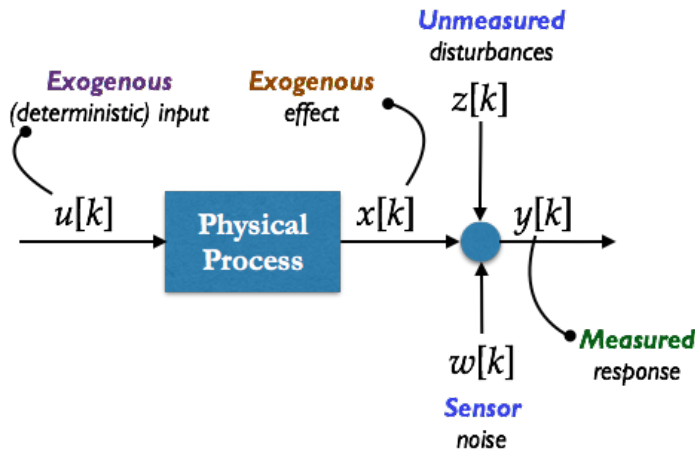 Unmeasured
disturbances
z[k]
Exogenous
(deterministic) input
Exogenous
effect
u[k]
Physical
Process
x[k]
y[k]
w[k]
Sensor
noise
Measured
response